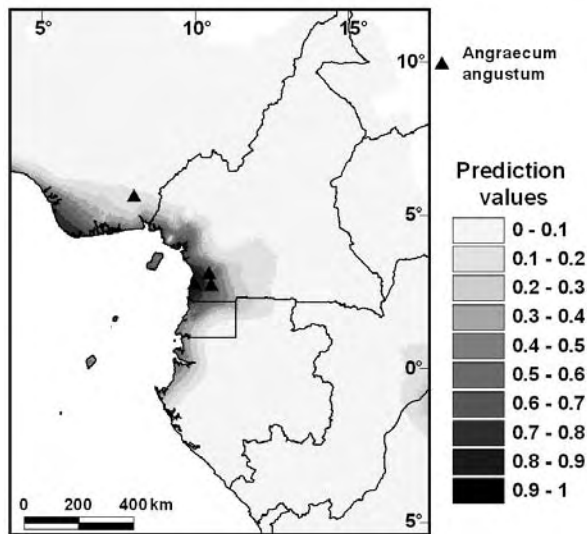 5° 10° 15°
10°
Angraecum
angustum
Prediction
values
0 - 0.1
5°
0.1 - 0.2
0.2 - 0.3
0.3 - 0.4
0.4 - 0.5
0°
0.5 - 0.6
0.6 - 0.7
0.7 - 0.8
0.8 - 0.9
0.9 - 1
0 200 400 km
5°